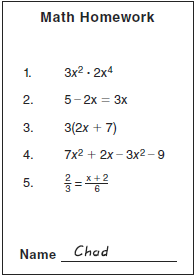 Math Homework
1. 3x² · 2x⁴
2. 5 – 2x = 3x
3. 3(2x + 7)
4. 7x² + 2x – 3x² – 9
5. 2/3 = x + 2/6
Name Chad